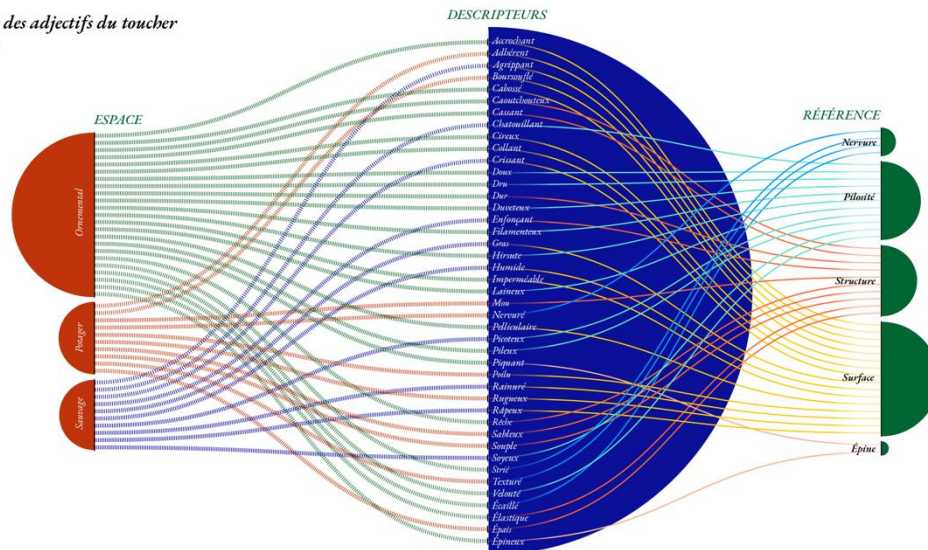 des adjectifs du toucher
DESCRIPTEURS
ESPACE
RÉFÉRENCE
Ornemental
Potager
Sauvage
Accrochant
Adhérent
Agrippant
Boursouflé
Cabossé
Caoutchouteux
Cassant
Chatouillant
Cireux
Collant
Crissant
Doux
Dru
Dur
Duveteux
Enfonçant
Filamenteux
Gras
Hirsute
Humide
Imperméable
Laineux
Mou
Nervuré
Pelliculaire
Picoteux
Pileux
Piquant
Poilu
Rainuré
Rugueux
Râpeux
Rêche
Sableux
Souple
Soyeux
Strié
Texturé
Velouté
Écaillé
Élastique
Épais
Épineux
Nervure
Pilosité
Structure
Surface
Épine